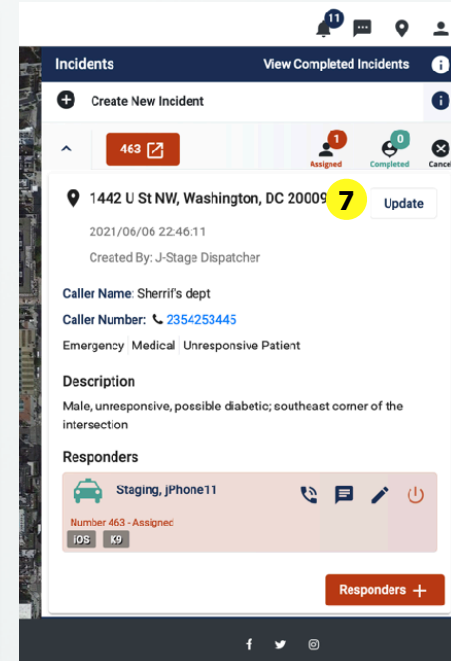 11
Incidents
View Completed Incidents
Create New Incident
463
1
Assigned
0
Completed
Cancel
1442 U St NW, Washington, DC 20009
7
Update
2021/06/06 22:46:11
Created By: J-Stage Dispatcher
Caller Name: Sherrif's dept
Caller Number: 2354253445
Emergency Medical Unresponsive Patient
Description
Male, unresponsive, possible diabetic; southeast corner of the
intersection
Responders
Staging, jPhone11
Number 463 - Assigned
iOS K9
Responders +